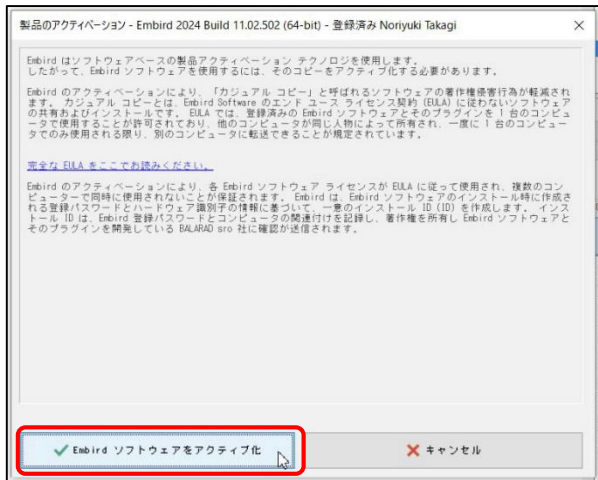 製品のアクティベーション - Embird 2024 Build 11.02.502 (64-bit) - 登録済み Noriyuki Takagi
Embird はソフトウェアベースの製品アクティベーション テクノロジを使用します。
したがって、Embird ソフトウェアを使用するには、そのコピーをアクティブ化する必要があります。
Embird のアクティベーションにより、「カジュアル コピー」と呼ばれるソフトウェアの著作権侵害行為が軽減され
ます。 カジュアル コピーとは、Embird Software のエンド ユース ライセンス契約 (EULA) に従わないソフトウェア
の共有およびインストールです。 EULA では、登録済みの Embird ソフトウェアとそのプラグインを 1 台のコンピュ
ータで使用することが許可されており、他のコンピュータが同じ人物によって所有され、一度に 1 台のコンピュー
タでのみ使用される限り、別のコンピュータに転送できることが規定されています。
完全な EULA をここでお読みください。
Embird のアクティベーションにより、各 Embird ソフトウェア ライセンスが EULA に従って使用され、複数のコン
ピューターで同時に使用されないことが保証されます。 Embird は、Embird ソフトウェアのインストール時に作成さ
れる登録パスワードとハードウェア識別子の情報に基づいて、一意のインストール ID (ID) を作成します。 インス
トール ID は、Embird 登録パスワードとコンピュータの関連付けを記録し、著作権を所有し Embird ソフトウェアと
そのプラグインを開発している BALARAD sro 社に確認が送信されます。
Embird ソフトウェアをアクティブ化
キャンセル